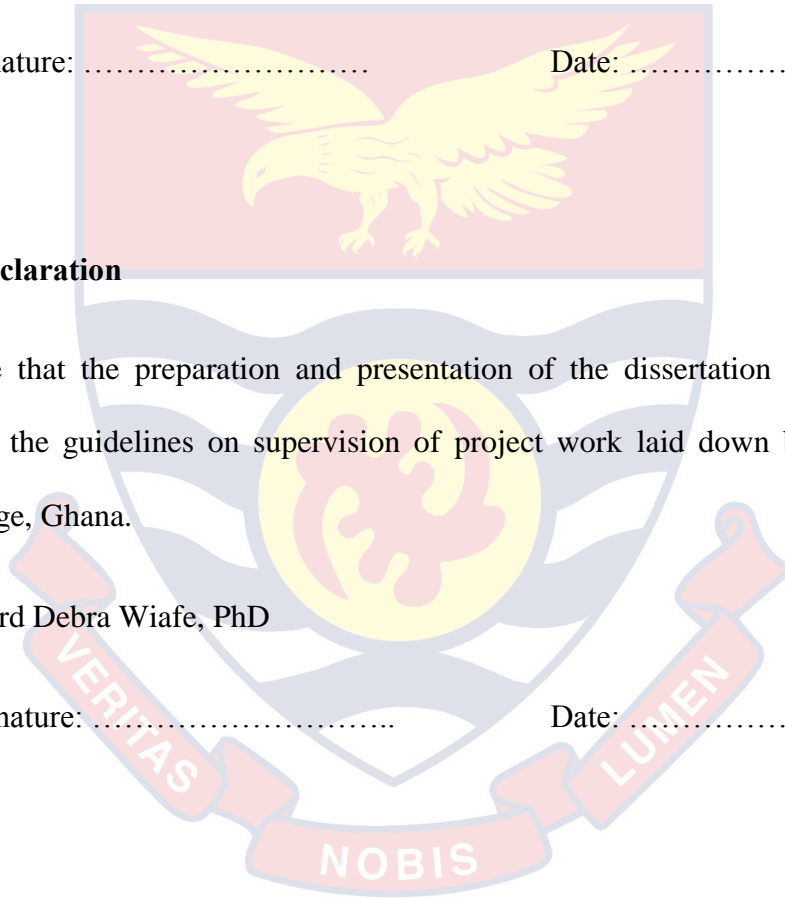 ature: ……………………… Date: ……………
claration
that the preparation and presentation of the dissertation
the guidelines on supervision of project work laid down
ge, Ghana.
rd Debra Wiafe, PhD
nature: ……………………….. Date: ……………
VERITAS
NOBIS
LUMEN